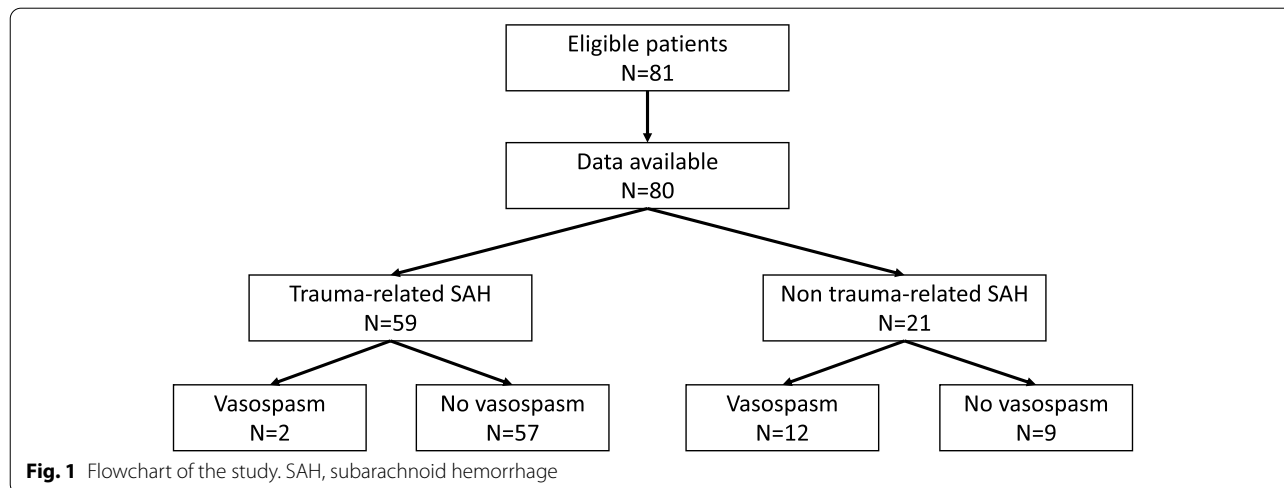 Eligible patients
N=81
Data available
N=80
Trauma-related SAH
N=59
Non trauma-related SAH
N=21
Vasospasm
N=2
No vasospasm
N=57
Vasospasm
N=12
No vasospasm
N=9
Fig. 1 Flowchart of the study. SAH, subarachnoid hemorrhage